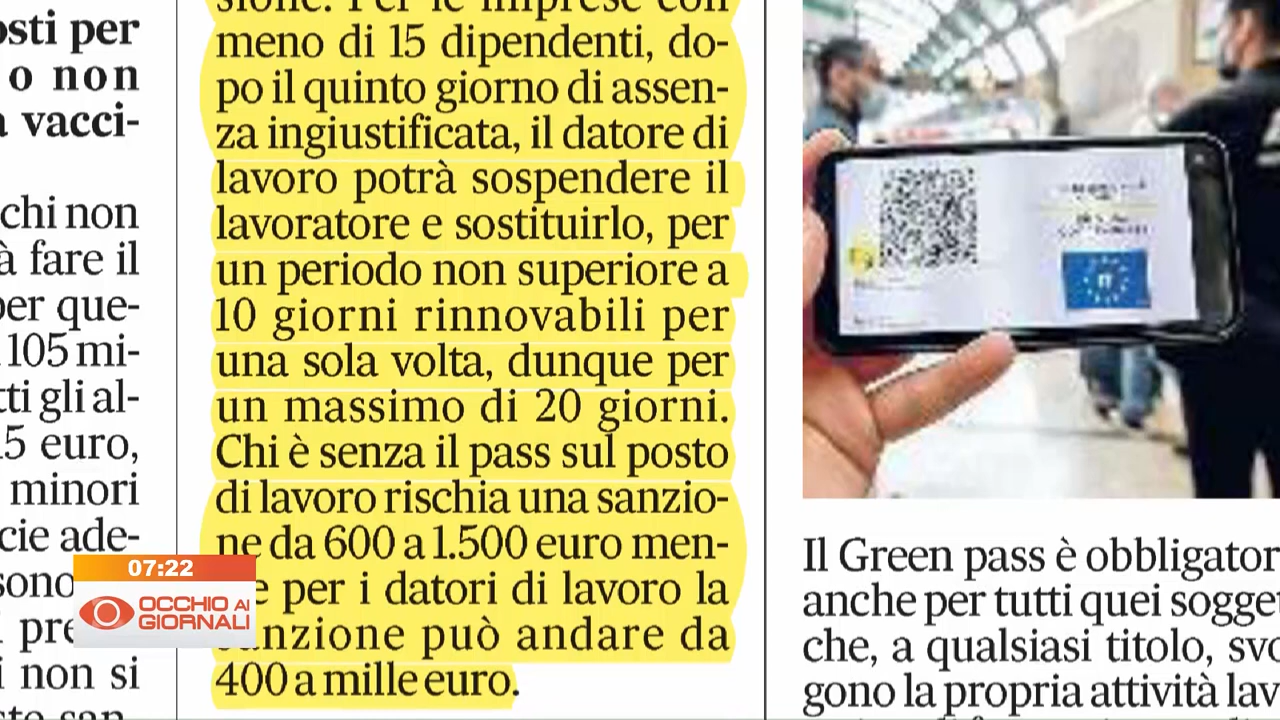 osti per
o non
vacci-
chi non
à fare il
per que-
105 mi-
tti gli al-
15 euro,
minori
cie ade-
sono
pre
i non si
sione. Per le imprese con
meno di 15 dipendenti, do-
po il quinto giorno di assen-
za ingiustificata, il datore di
lavoro potrà sospendere il
lavoratore e sostituirlo, per
un periodo non superiore a
10 giorni rinnovabili per
una sola volta, dunque per
un massimo di 20 giorni.
Chi è senza il pass sul posto
di lavoro rischia una sanzio-
ne da 600 a 1.500 euro men-
e per i datori di lavoro la
anzione può andare da
400 a mille euro.
Il Green pass è obbligator
anche per tutti quei sogget
che, a qualsiasi titolo, svo
gono la propria attività lav
07:22
OCCHIO AI
GIORNALI